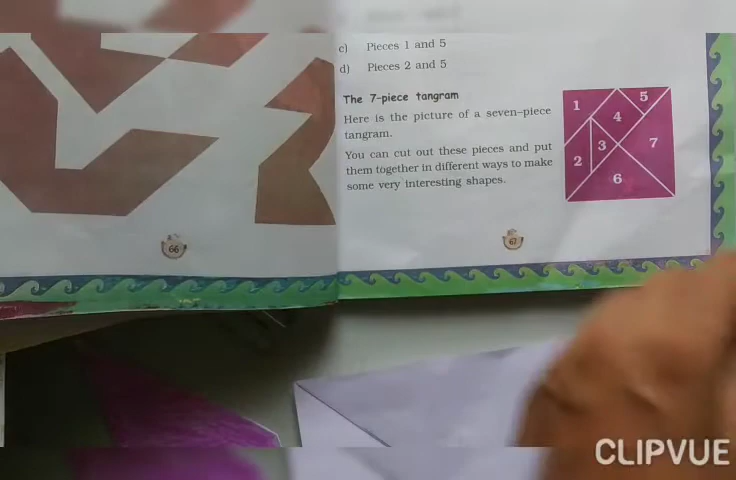 c) Pieces 1 and 5
d) Pieces 2 and 5
The 7-piece tangram
Here is the picture of a seven-piece
tangram.
You can cut out these pieces and put
them together in different ways to make
some very interesting shapes.
1
5
4
3
7
2
6
66
67
CLIPVUE